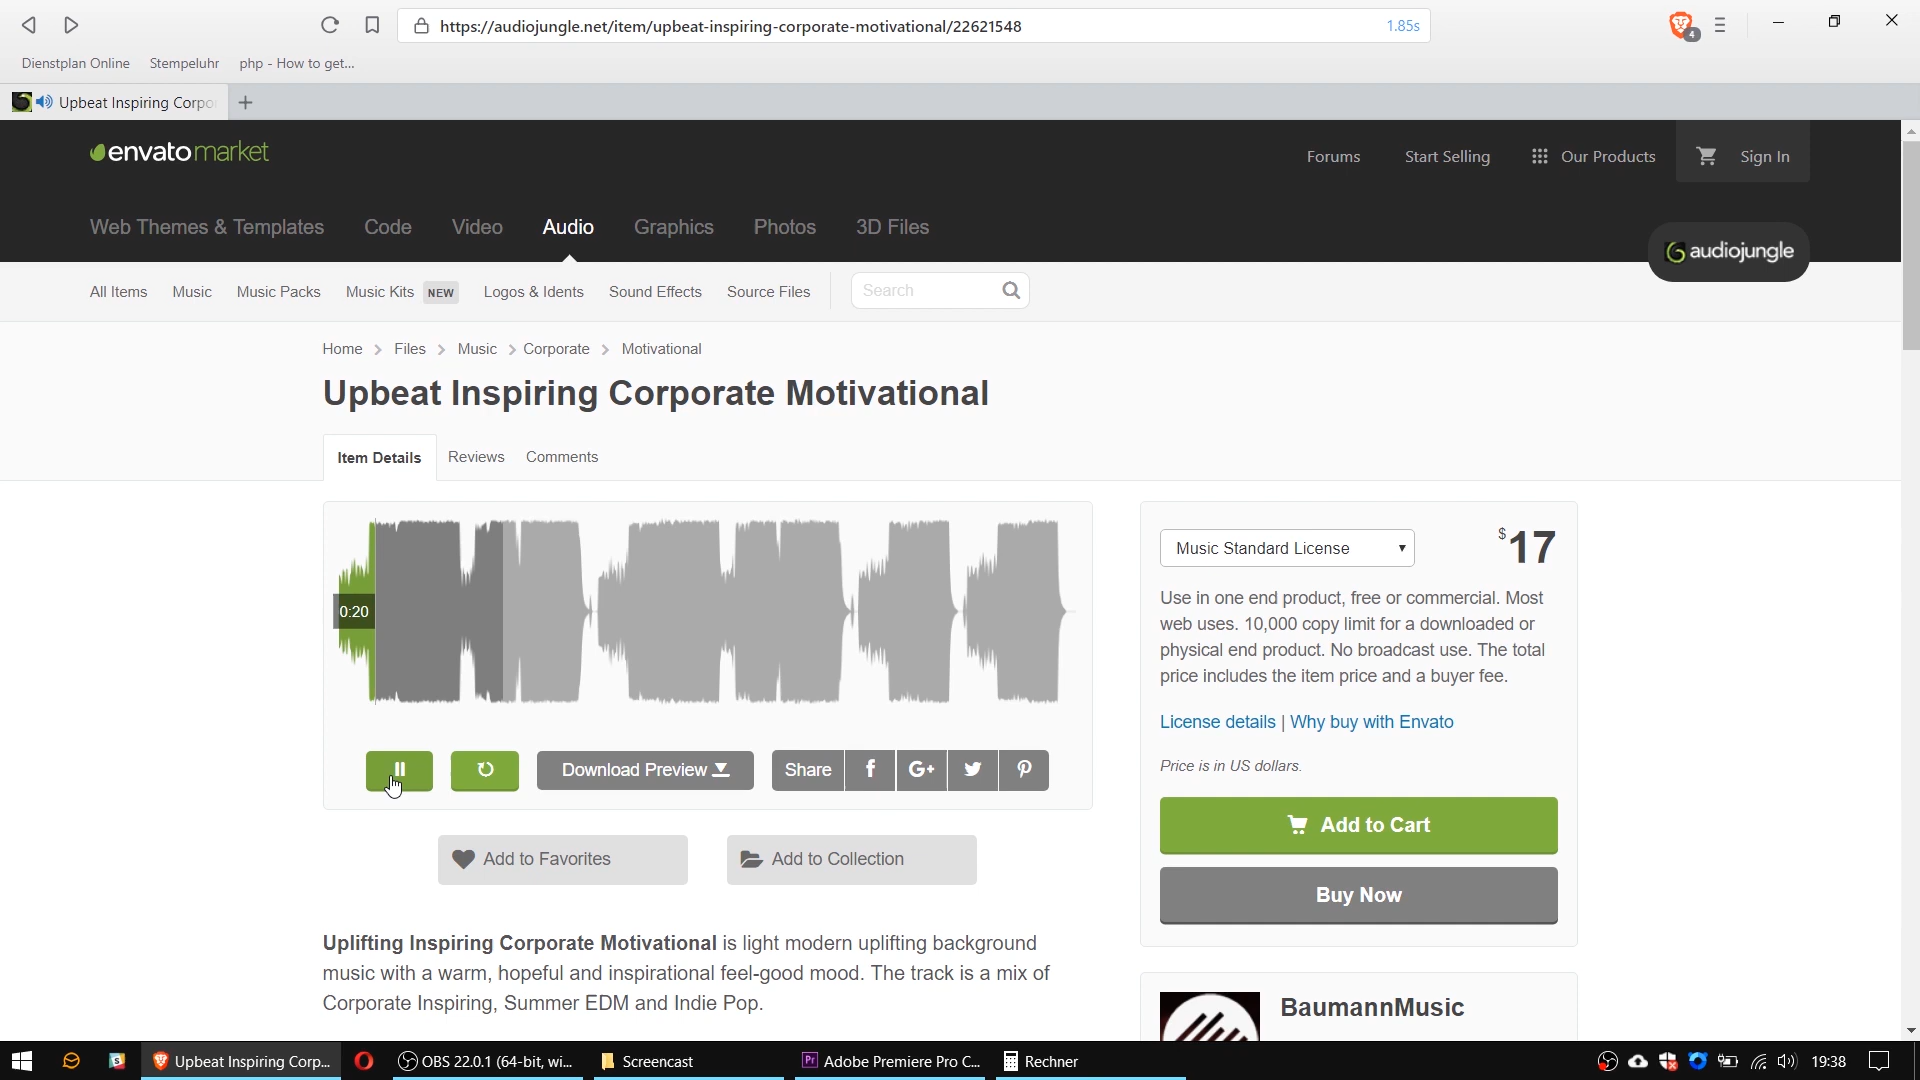 https://audiojungle.net/item/upbeat-inspiring-corporate-motivational/22621548
1.85s
4
Dienstplan Online
Stempeluhr
php - How to get...
Upbeat Inspiring Corpo
envatomarket
Forums
Start Selling
Our Products
Sign In
Web Themes & Templates
Code
Video
Audio
Graphics
Photos
3D Files
audiojungle
All Items
Music
Music Packs
Music Kits NEW
Logos & Idents
Sound Effects
Source Files
Search
Home > Files > Music > Corporate > Motivational
Upbeat Inspiring Corporate Motivational
Item Details
Reviews
Comments
0:20
Download Preview
Share
f
G+
Add to Favorites
Add to Collection
Uplifting Inspiring Corporate Motivational is light modern uplifting background
music with a warm, hopeful and inspirational feel-good mood. The track is a mix of
Corporate Inspiring, Summer EDM and Indie Pop.
Music Standard License
$17
Use in one end product, free or commercial. Most
web uses. 10,000 copy limit for a downloaded or
physical end product. No broadcast use. The total
price includes the item price and a buyer fee.
License details | Why buy with Envato
Price is in US dollars.
Add to Cart
Buy Now
BaumannMusic
Upbeat Inspiring Corp...
OBS 22.0.1 (64-bit, wi...
Screencast
Pr
Adobe Premiere Pro C...
Rechner
19:38